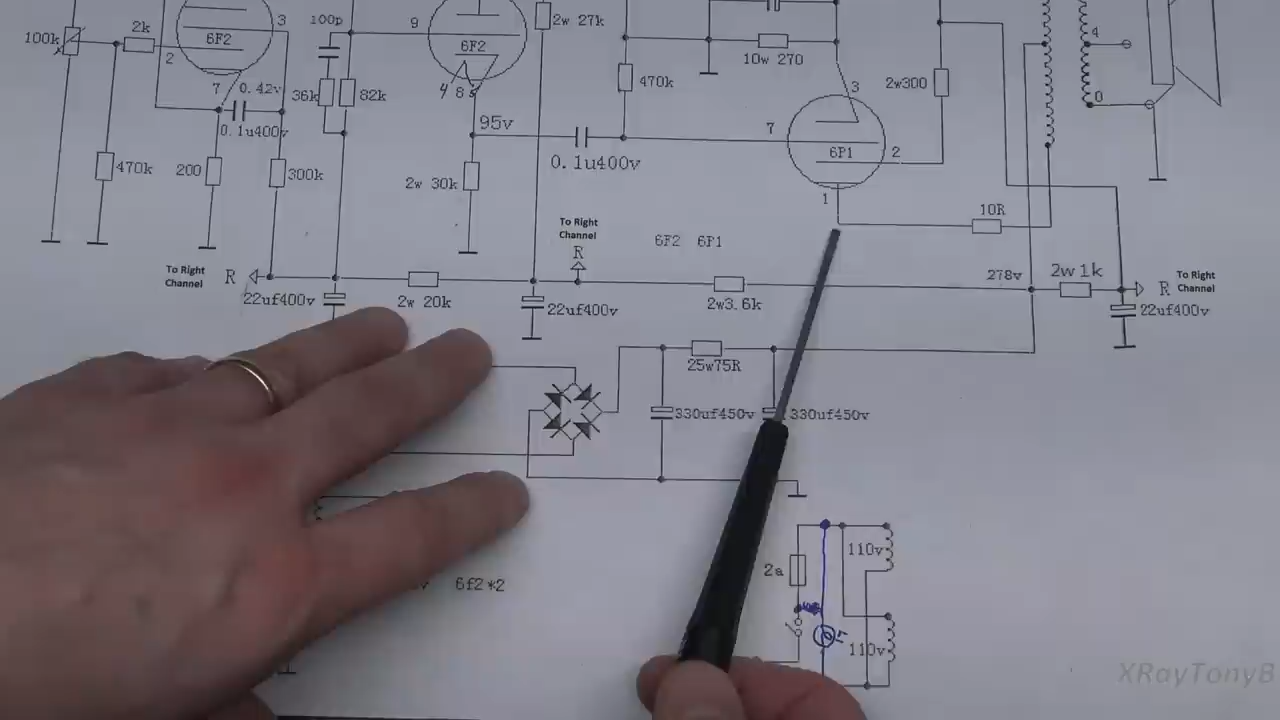 3
100p
2w 27k
100k
2k
9
6F2
6F2
4
2
10w 270
7
0.42v
36k
82k
4 8s
470k
2w300
3
0
0.1u400v
95v
7
6P1
2
470k
200
300k
2w 30k
0.1u400v
1
10R
To Right
Channel
R
6F2 6P1
To Right
Channel
R
22uf400v
2w 20k
22uf400v
2w3.6k
278v
2w 1k
R
To Right
Channel
22uf400v
25w75R
330uf450v
330uf450v
6f2*2
2a
110v
110v
XRayTonyB